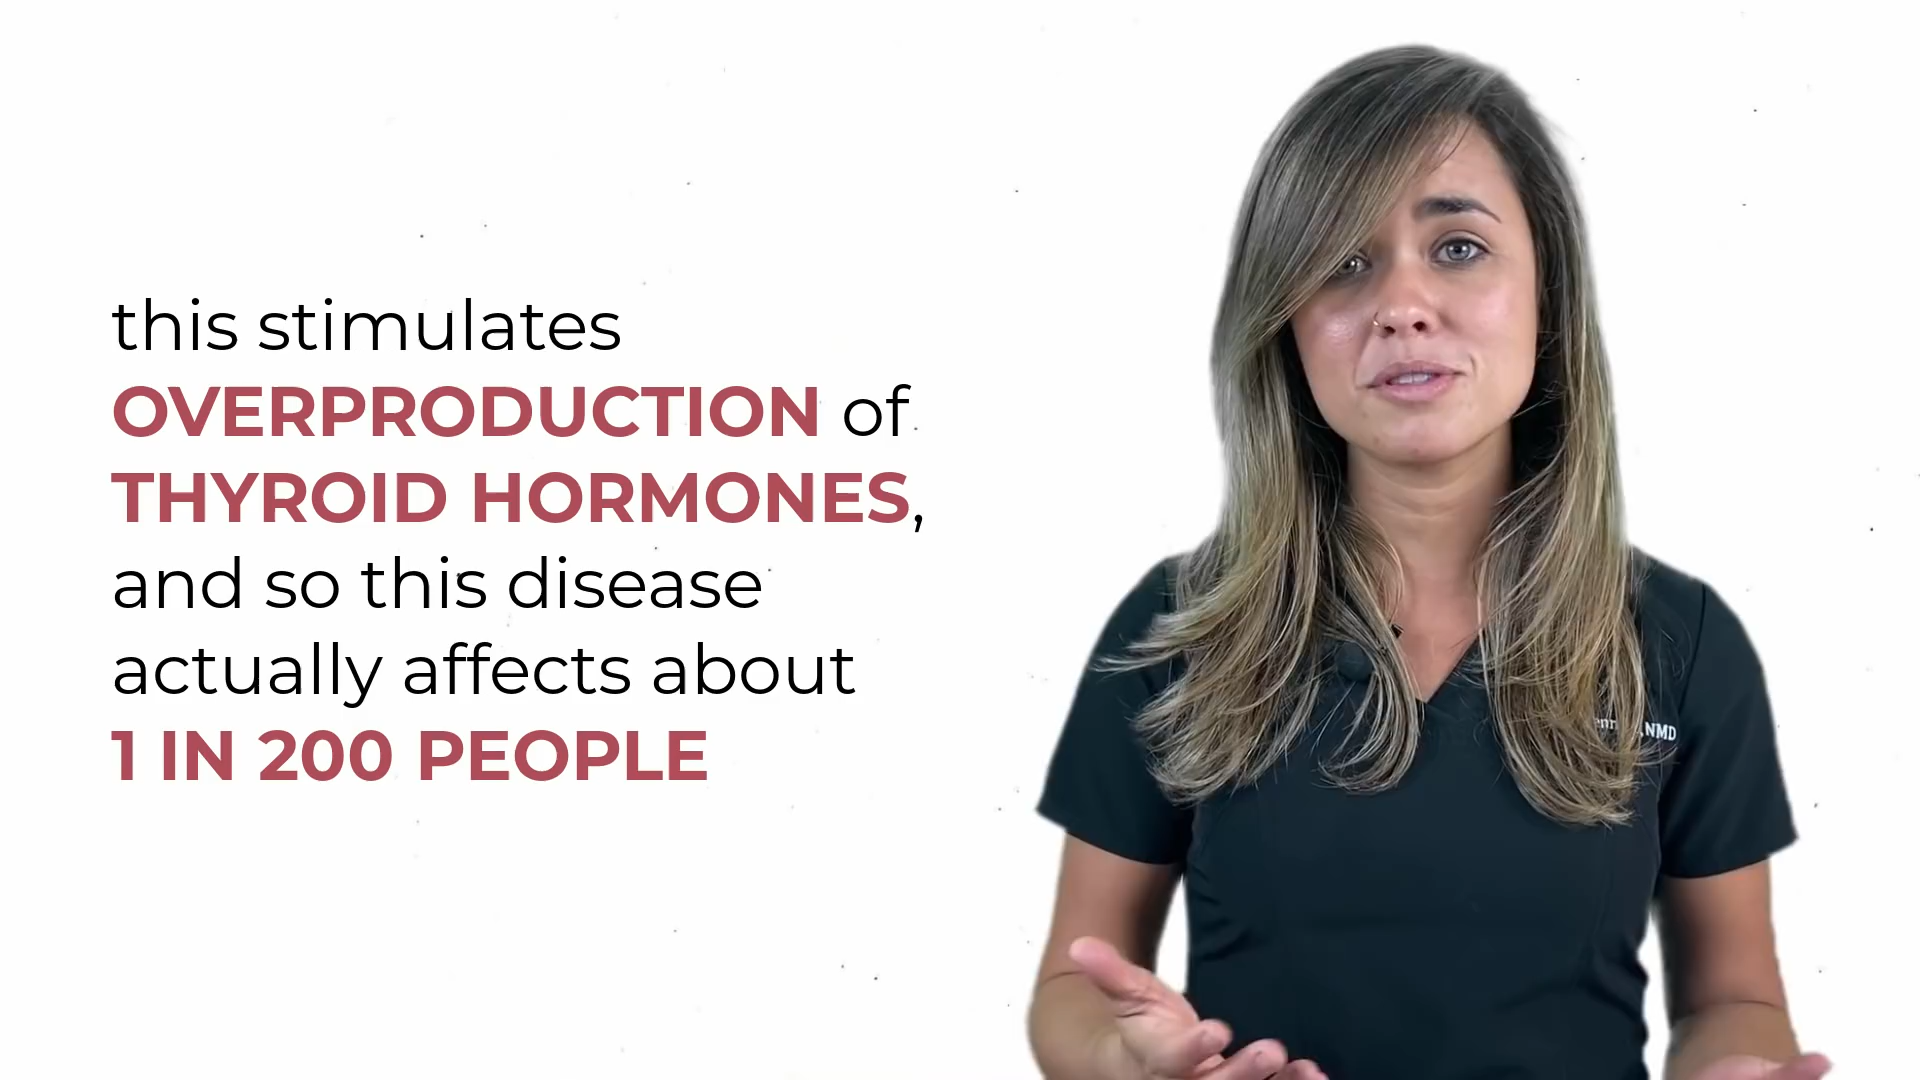 this stimulates
OVERPRODUCTION of
THYROID HORMONES,
and so this disease
actually affects about
1 IN 200 PEOPLE
NMD